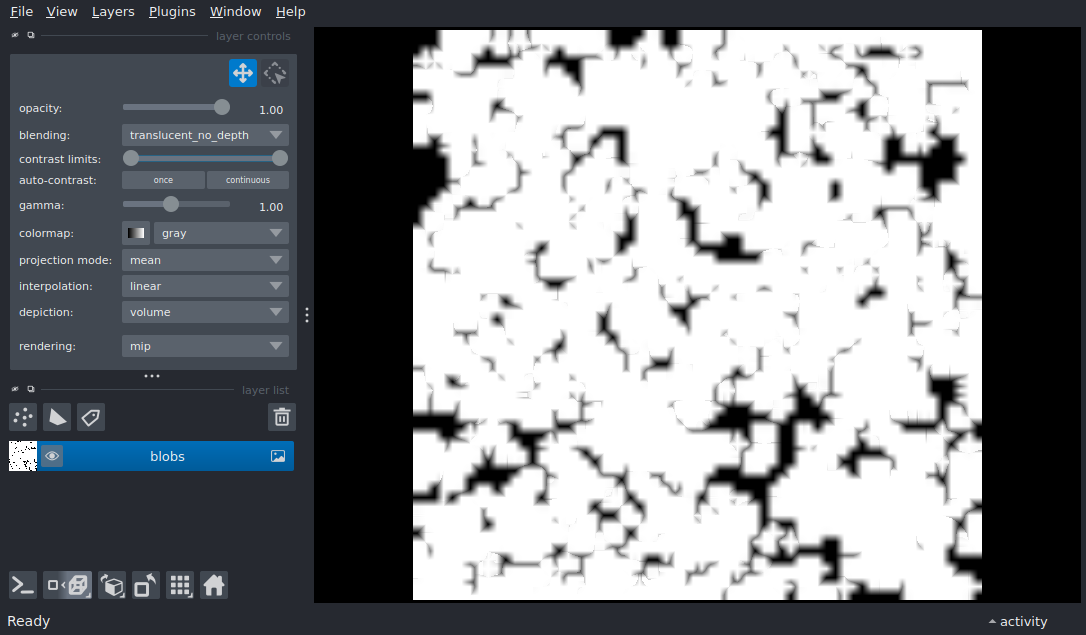 File View Layers Plugins Window Help
layer controls
opacity: 1.00
blending: translucent_no_depth
contrast limits:
auto-contrast: once continuous
gamma: 1.00
colormap: gray
projection mode: mean
interpolation: linear
depiction: volume
rendering: mip
layer list
blobs
Ready activity